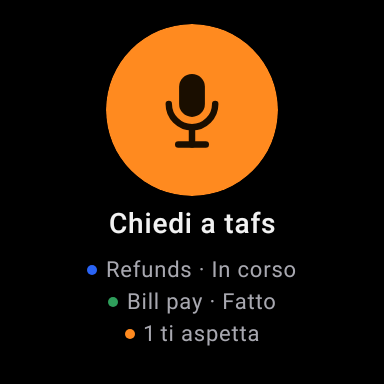 Chiedi a tafs
Refunds · In corso
Bill pay · Fatto
1 ti aspetta